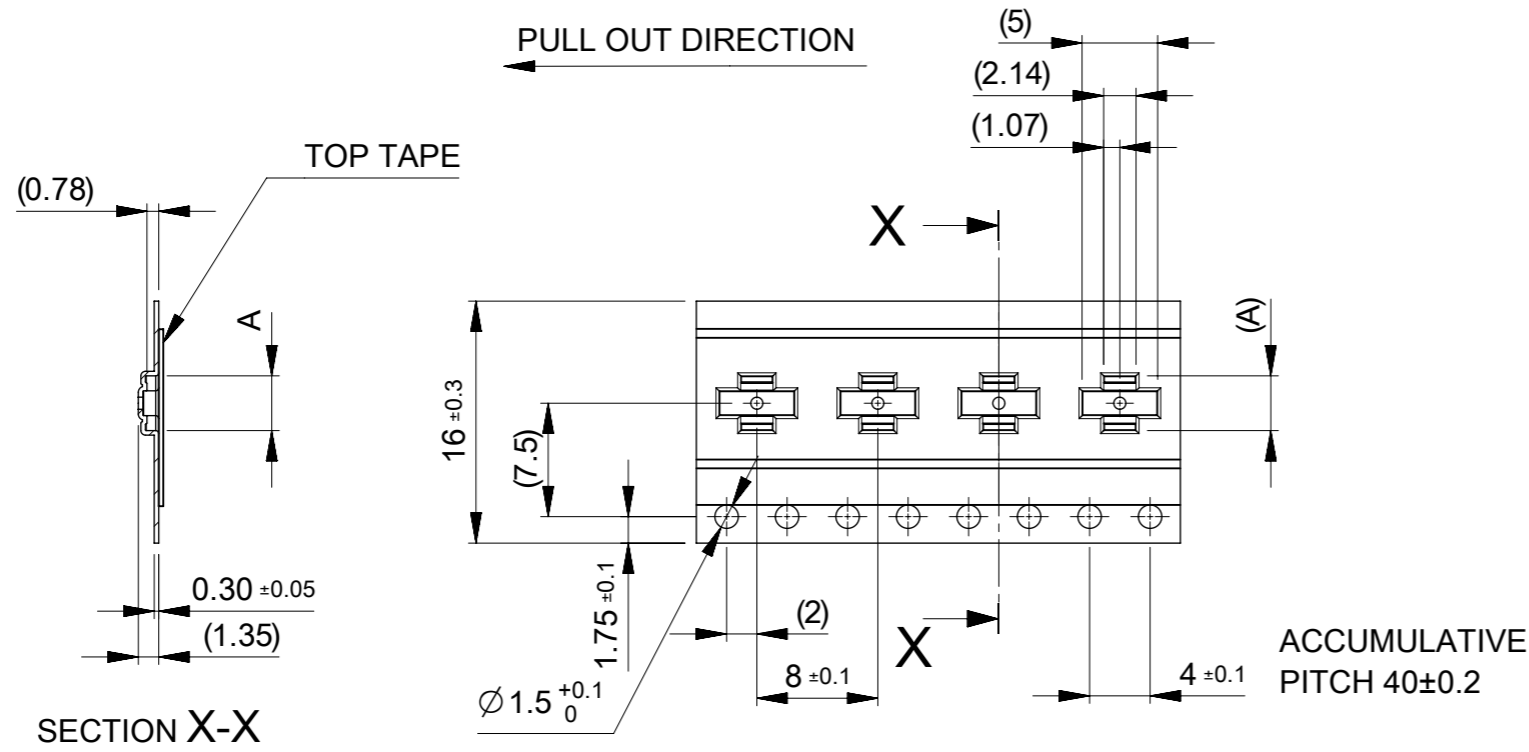 PULL OUT DIRECTION
(5)
(2.14)
(1.07)
TOP TAPE
(0.78)
X
A
(A)
16 ±0.3
(7.5)
1.75 ±0.1
0.30 ±0.05
(1.35)
(2)
X
8 ±0.1
4 ±0.1
ACCUMULATIVE
PITCH 40±0.2
Ø1.5 +0.1 0
SECTION X-X